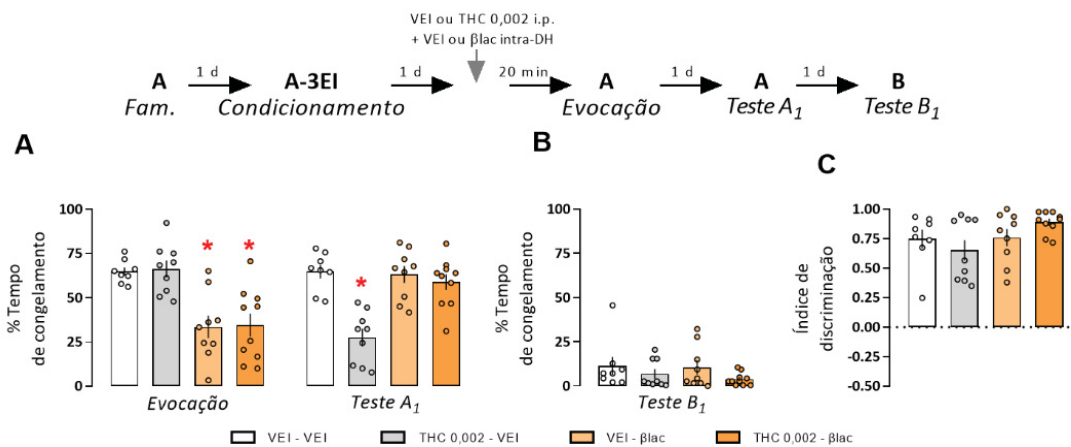 VEI ou THC 0,002 i.p.
+ VEI ou βlac intra-DH
A 1 d A-3EI 1 d 20 min A 1 d A 1 d B
Fam. Condicionamento Evocação Teste A1 Teste B1
A
% Tempo
de congelamento
100
75
50
25
0
* * *
Evocação Teste A1
B
% Tempo
de congelamento
100
75
50
25
0
Teste B1
C
Índice de
discriminação
1.00
0.75
0.50
0.25
0.00
0.25
-0.50
VEI - VEI THC 0,002 - VEI VEI - βlac THC 0,002 - βlac